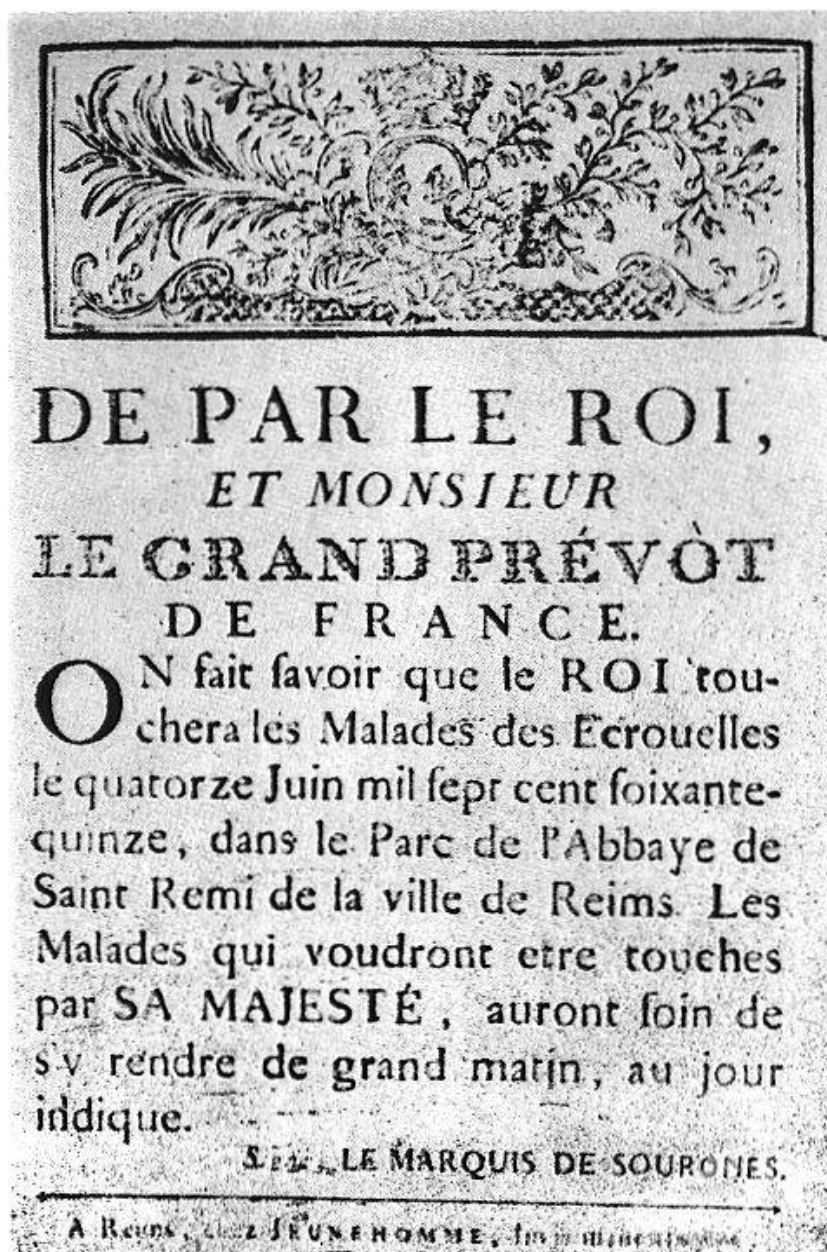 DE PAR LE ROI,
ET MONSIEUR
LE GRAND PRÉVÒT
DE FRANCE.
ON fait ſavoir que le ROI tou-
chera les Malades des Ecrouelles
le quatorze Juin mil ſept cent ſoixante-
quinze, dans le Parc de l'Abbaye de
Saint Remi de la ville de Reims. Les
Malades qui voudront etre touches
par SA MAJESTÉ, auront ſoin de
s'y rendre de grand matin, au jour
indique.
LE MARQUIS DE SOURCHES.
A Reims, chez JEUNEHOMME,